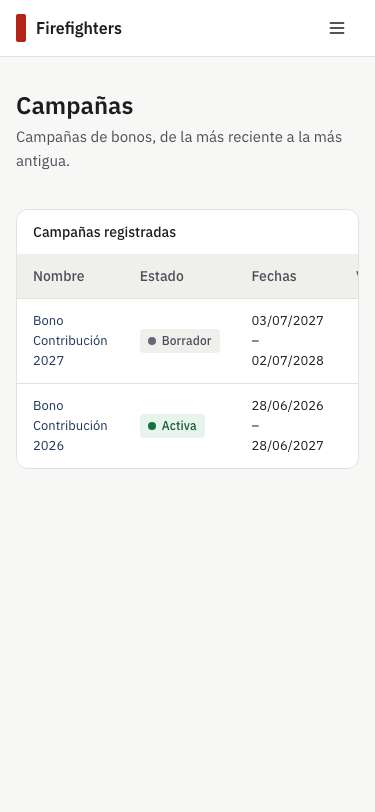 Firefighters
Campañas
Campañas de bonos, de la más reciente a la más
antigua.
Campañas registradas
Nombre Estado Fechas
Bono
Contribución
2027
Borrador
03/07/2027
–
02/07/2028
Bono
Contribución
2026
Activa
28/06/2026
–
28/06/2027